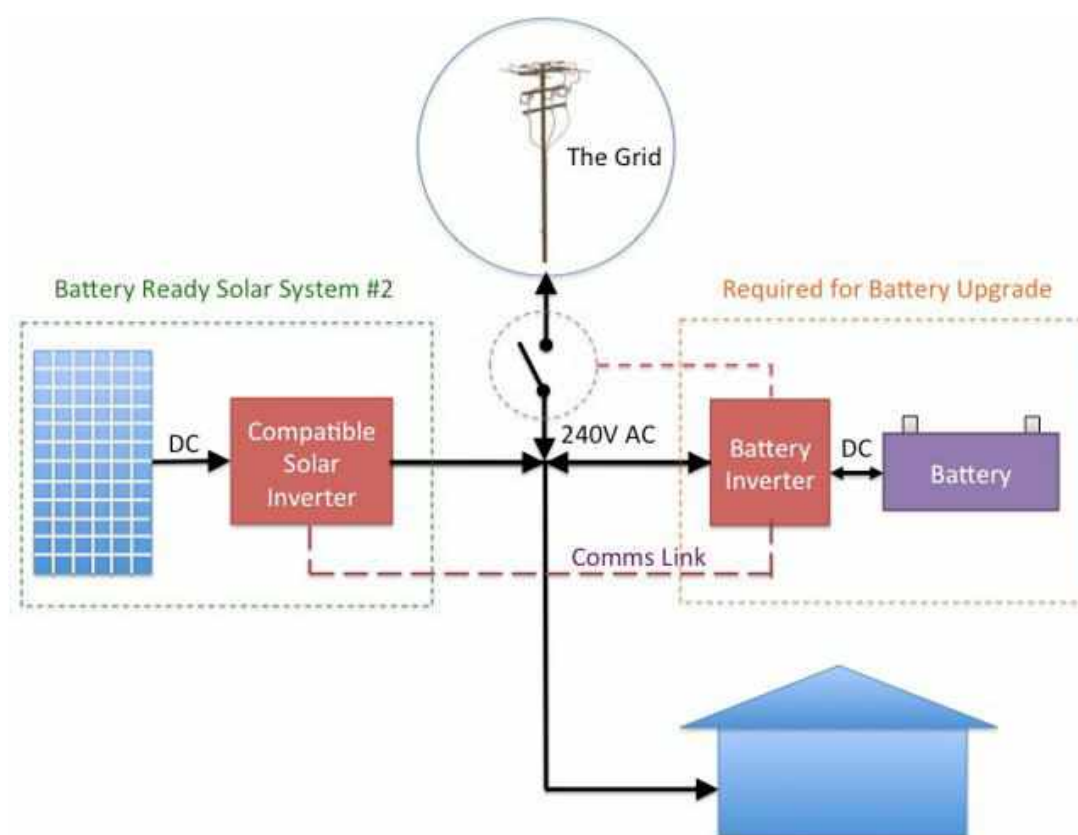 The Grid
Battery Ready Solar System #2
Required for Battery Upgrade
DC
Compatible
Solar
Inverter
240V AC
Battery
Inverter
DC
Battery
Comms Link